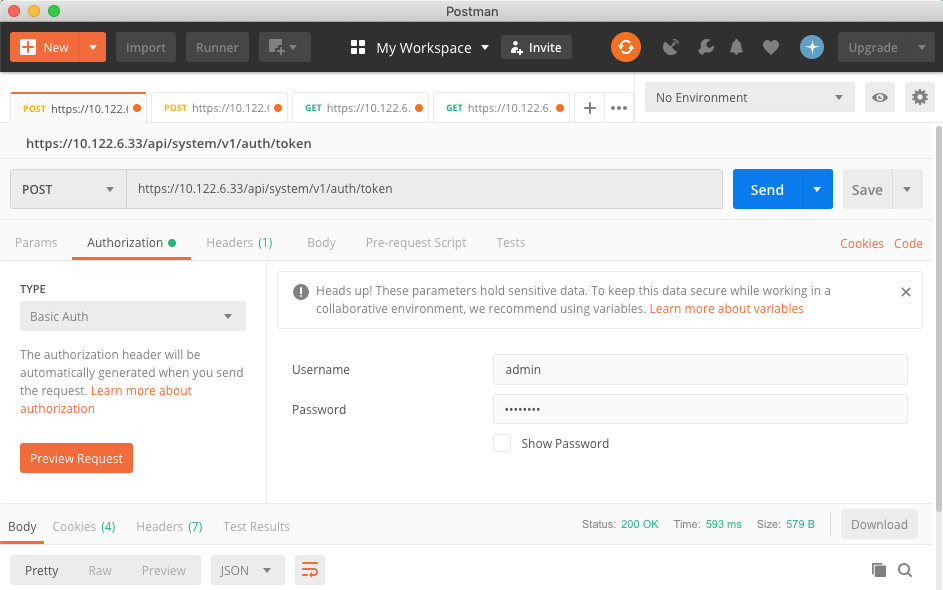 Postman
New Import Runner My Workspace Invite Upgrade
POST https://10.122.( POST https://10.122.( GET https://10.122.6. GET https://10.122.6. No Environment
https://10.122.6.33/api/system/v1/auth/token
POST https://10.122.6.33/api/system/v1/auth/token Send Save
Params Authorization Headers (1) Body Pre-request Script Tests Cookies Code
TYPE
Basic Auth
The authorization header will be
automatically generated when you send
the request. Learn more about
authorization
Preview Request
Heads up! These parameters hold sensitive data. To keep this data secure while working in a
collaborative environment, we recommend using variables. Learn more about variables
Username admin
Password ••••••••
Show Password
Body Cookies (4) Headers (7) Test Results Status: 200 OK Time: 593 ms Size: 579 B Download
Pretty Raw Preview JSON